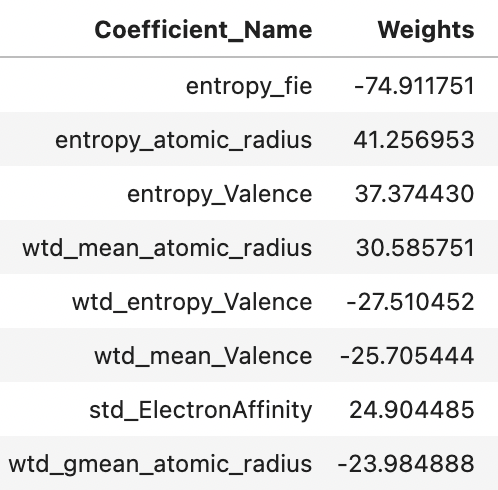 Coefficient_Name Weights
entropy_fie -74.911751
entropy_atomic_radius 41.256953
entropy_Valence 37.374430
wtd_mean_atomic_radius 30.585751
wtd_entropy_Valence -27.510452
wtd_mean_Valence -25.705444
std_ElectronAffinity 24.904485
wtd_gmean_atomic_radius -23.984888